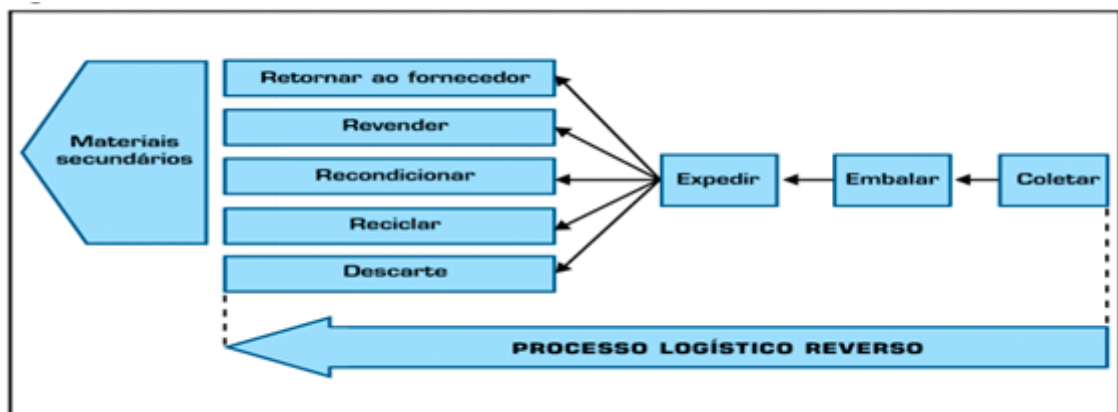 Materiais
secundários
Retornar ao fornecedor
Revender
Recondicionar
Reciclar
Descarte
Expedir
Embalar
Coletar
PROCESSO LOGÍSTICO REVERSO